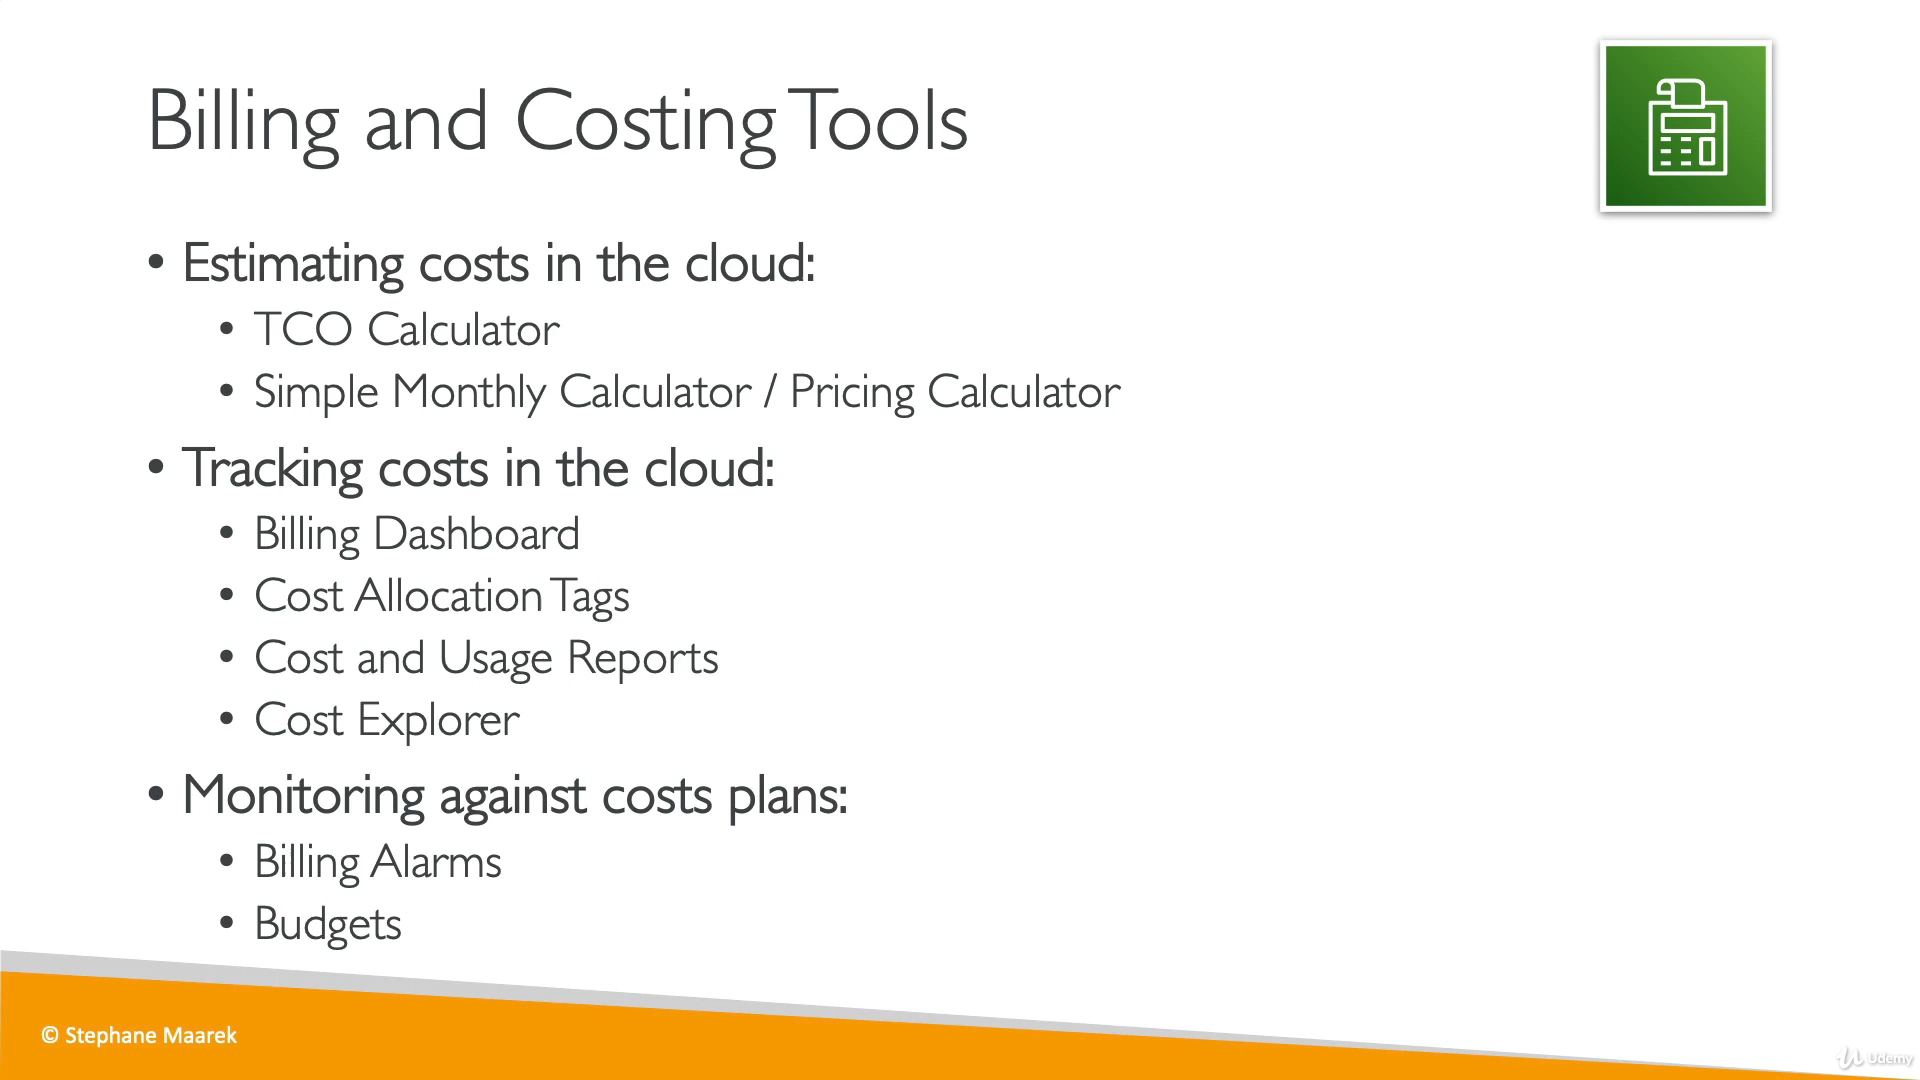 Billing and Costing Tools
• Estimating costs in the cloud:
• TCO Calculator
• Simple Monthly Calculator / Pricing Calculator
• Tracking costs in the cloud:
• Billing Dashboard
• Cost Allocation Tags
• Cost and Usage Reports
• Cost Explorer
• Monitoring against costs plans:
• Billing Alarms
• Budgets
© Stephane Maarek
Udemy